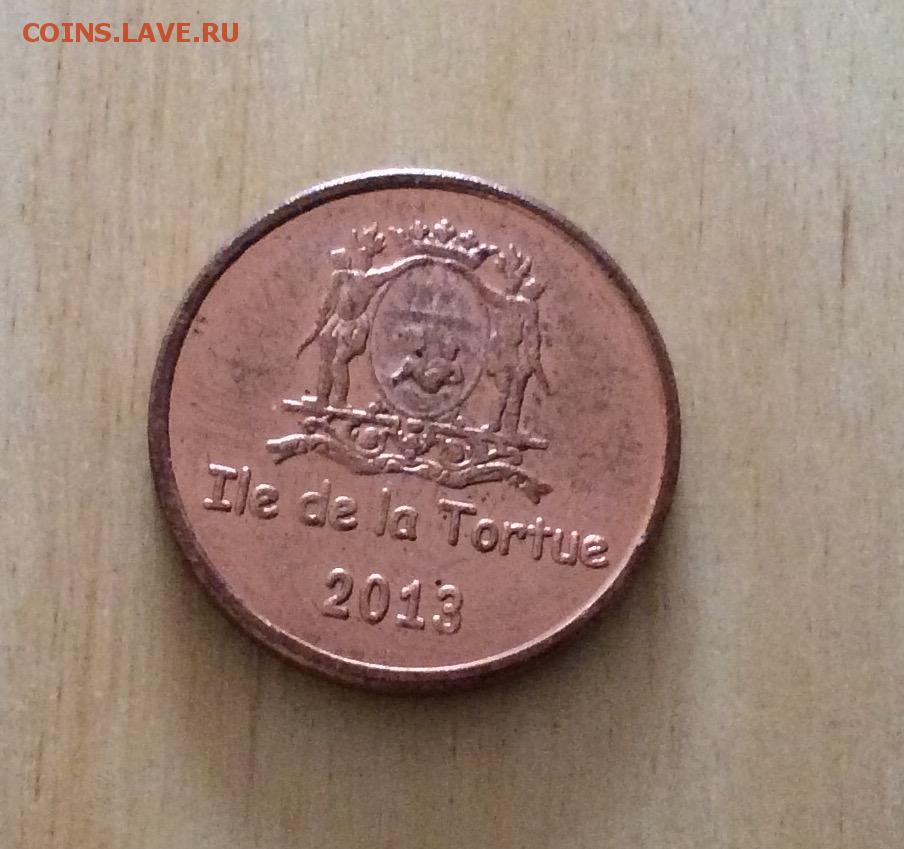 COINS.LAVE.RU
Ile de la Tortue
2013